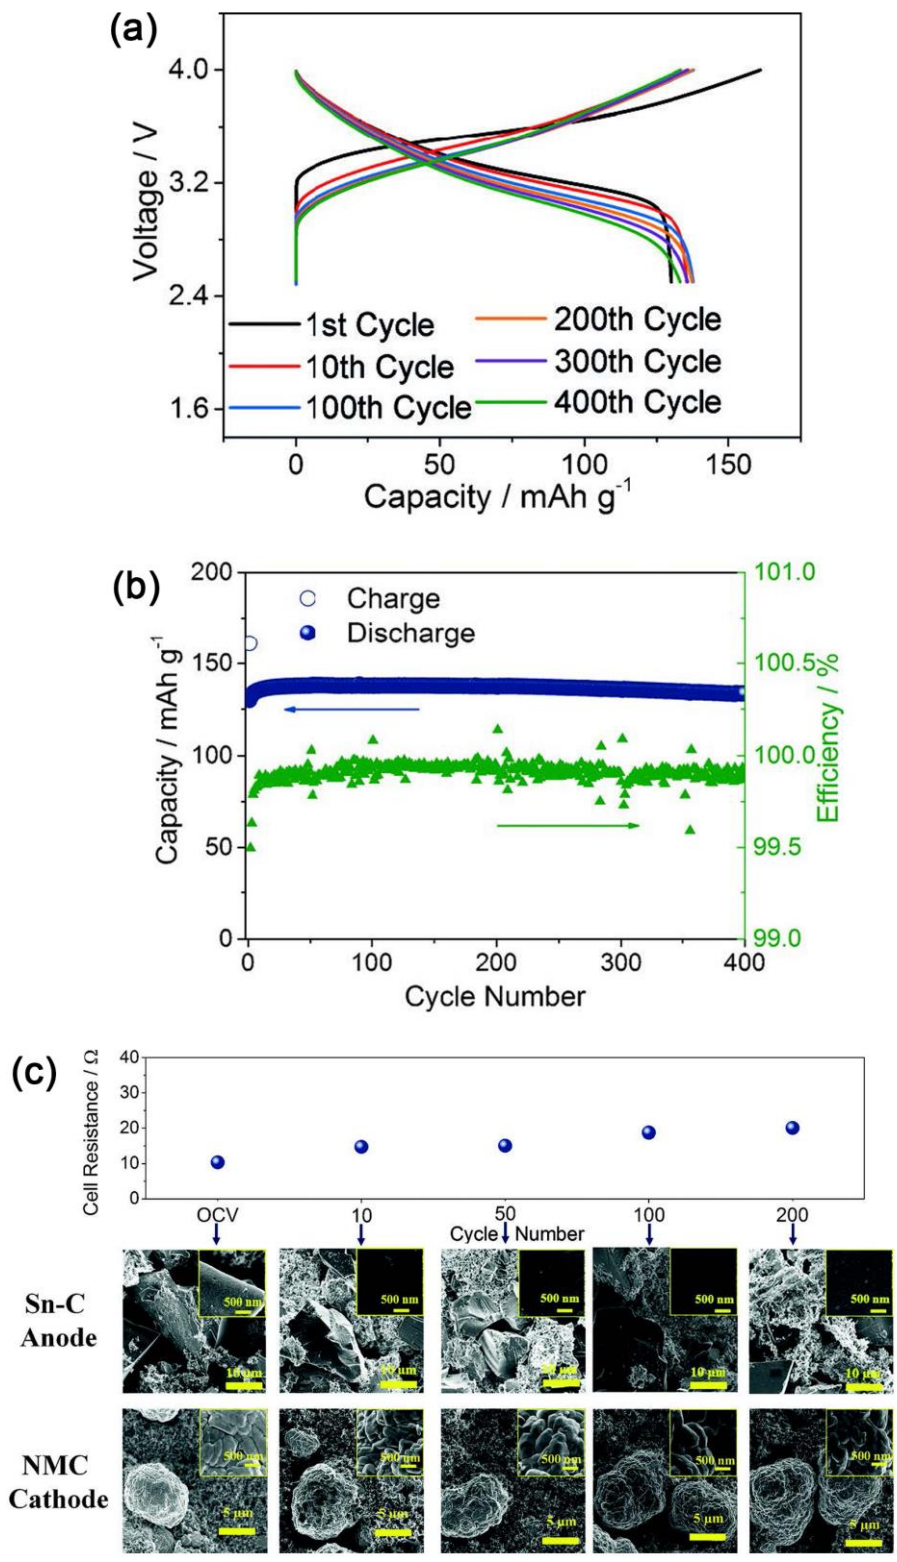 (a)
Voltage / V
4.0
3.2
2.4
1.6
1st Cycle
200th Cycle
10th Cycle
300th Cycle
100th Cycle
400th Cycle
0 50 100 150
Capacity / mAh g⁻¹
(b)
Capacity / mAh g⁻¹
200
150
100
50
0
Charge
Discharge
101.0
100.5
100.0
99.5
99.0
Efficiency / %
0 100 200 300 400
Cycle Number
(c)
Cell Resistance / Ω
40
30
20
10
0
OCV 10 50 100 200
Cycle Number
Sn-C
Anode
500 nm 500 nm 500 nm 500 nm 500 nm
10 μm 10 μm 10 μm 10 μm 10 μm
NMC
Cathode
500 nm 500 nm 500 nm 500 nm 500 nm
5 μm 5 μm 5 μm 5 μm 5 μm